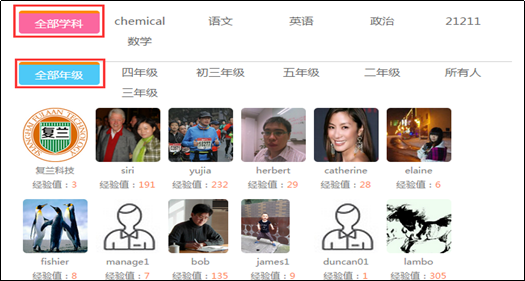 全部学科 chemical 语文 英语 政治 21211
数学
全部年级 四年级 初三年级 五年级 二年级 所有人
三年级
SHANGHAI FULAAN TECHNOLOGY
复兰
复兰科技 siri yujia herbert catherine elaine
经验值：3 经验值：191 经验值：232 经验值：29 经验值：28 经验值：6
fishier manage1 bob james1 duncan01 lambo
经验值：8 经验值：7 经验值：135 经验值：9 经验值：1 经验值：305